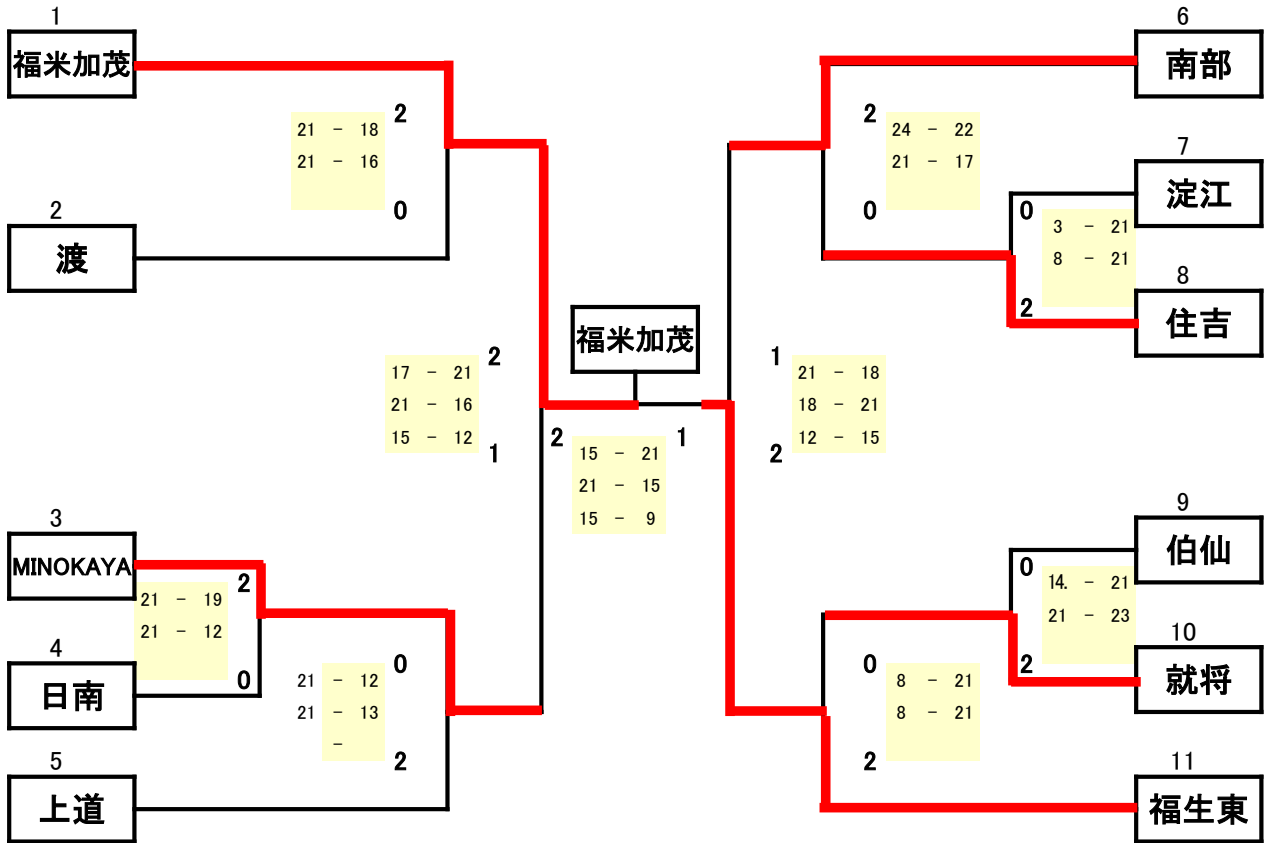 1
福米加茂
21 - 18
21 - 16
2
0
2
渡
17 - 21
21 - 16
15 - 12
2
1
3
MINOKAYA
21 - 19
21 - 12
2
0
4
日南
21 - 12
21 - 13
-
0
2
5
上道
福米加茂
2
1
15 - 21
21 - 15
15 - 9
6
南部
2
0
24 - 22
21 - 17
7
淀江
0
2
3 - 21
8 - 21
8
住吉
1
2
21 - 18
18 - 21
12 - 15
9
伯仙
0
2
14. - 21
21 - 23
10
就将
0
2
8 - 21
8 - 21
11
福生東